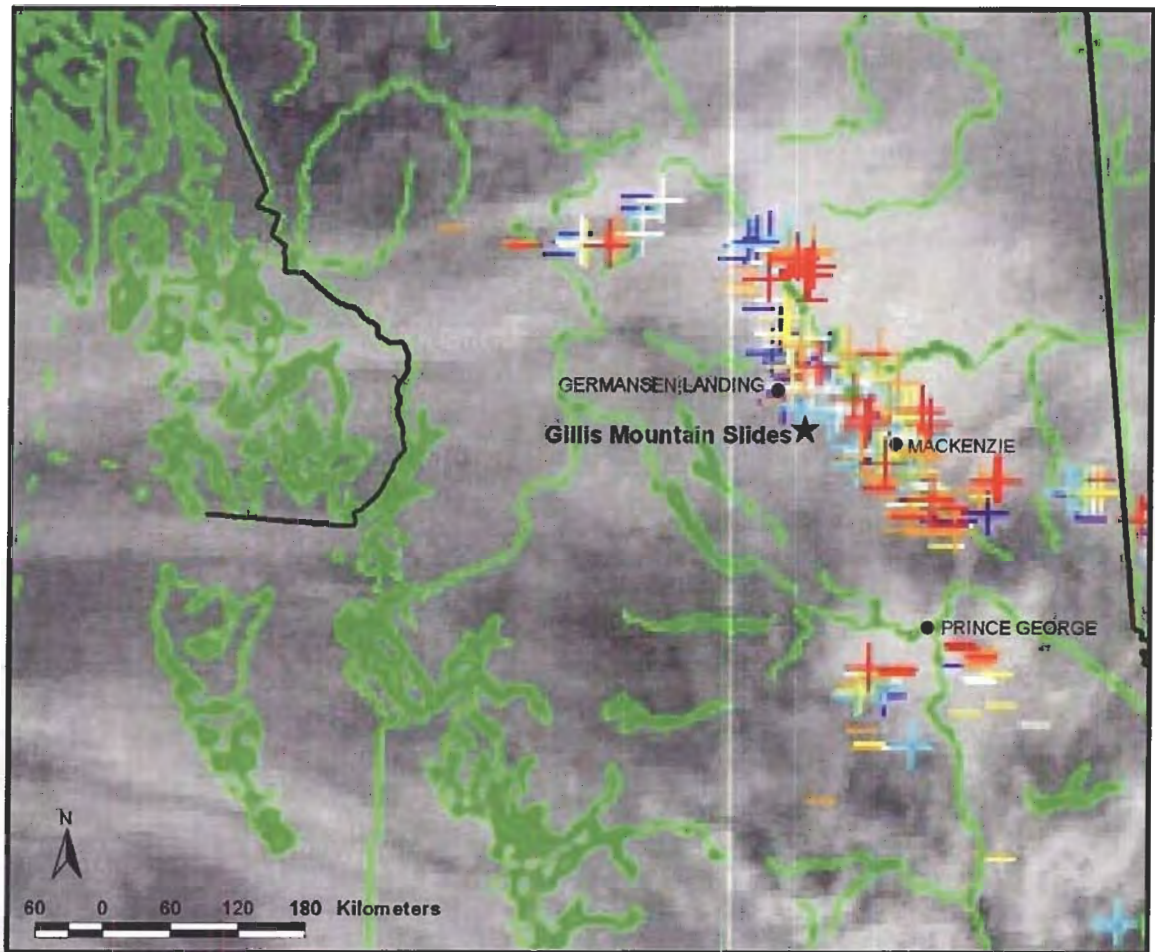 GERMANSEN LANDING
Gillis Mountain Slides
MACKENZIE
PRINCE GEORGE
N
60 0 60 120 180 Kilometers